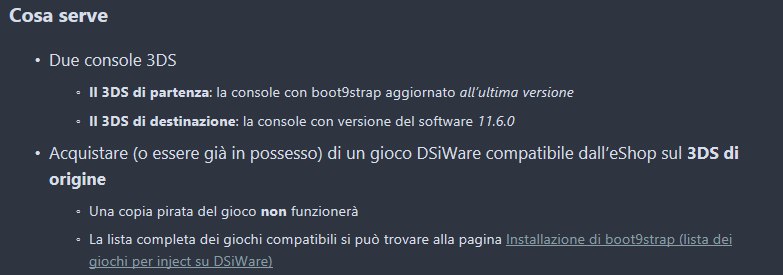 Cosa serve
• Due console 3DS
◦ Il 3DS di partenza: la console con boot9strap aggiornato all'ultima versione
◦ Il 3DS di destinazione: la console con versione del software 11.6.0
• Acquistare (o essere già in possesso) di un gioco DSiWare compatibile dall'eShop sul 3DS di
origine
◦ Una copia pirata del gioco non funzionerà
◦ La lista completa dei giochi compatibili si può trovare alla pagina Installazione di boot9strap (lista dei
giochi per inject su DSiWare)